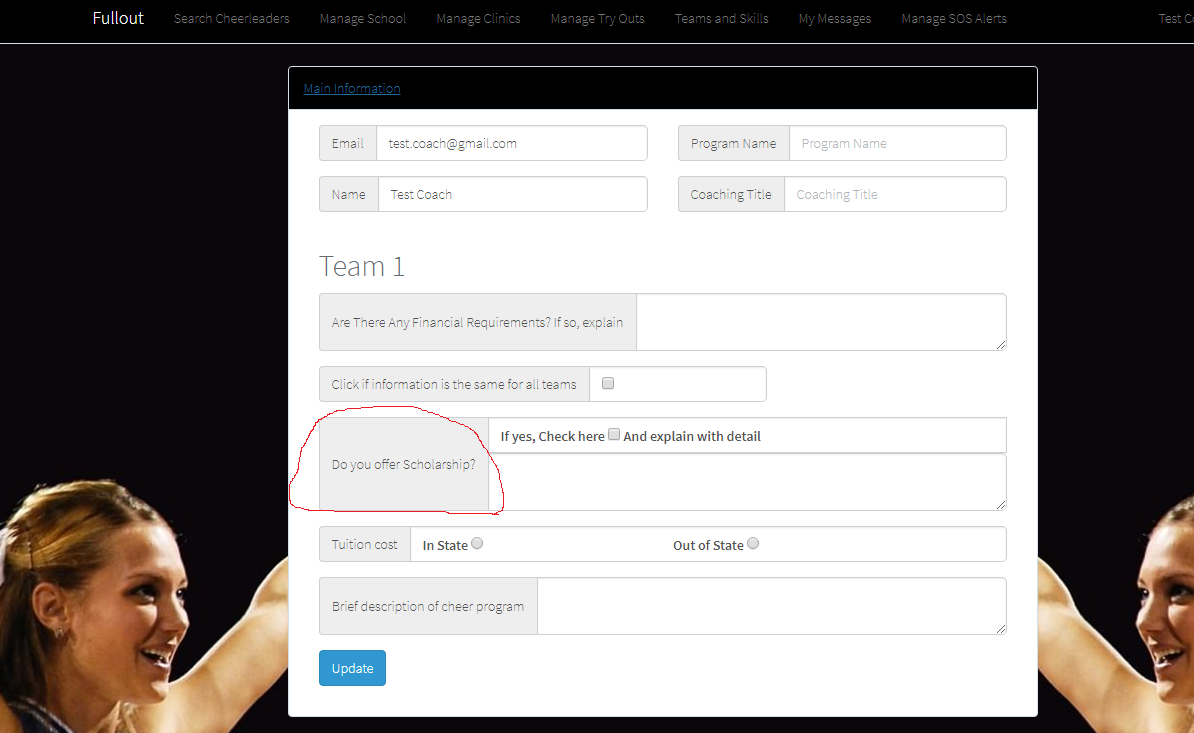 Fullout Search Cheerleaders Manage School Manage Clinics Manage Try Outs Teams and Skills My Messages Manage SOS Alerts Test
Main Information
Email test.coach@gmail.com Program Name Program Name
Name Test Coach Coaching Title Coaching Title
Team 1
Are There Any Financial Requirements? If so, explain
Click if information is the same for all teams
If yes, Check here And explain with detail
Do you offer Scholarship?
Tuition cost In State Out of State
Brief description of cheer program
Update